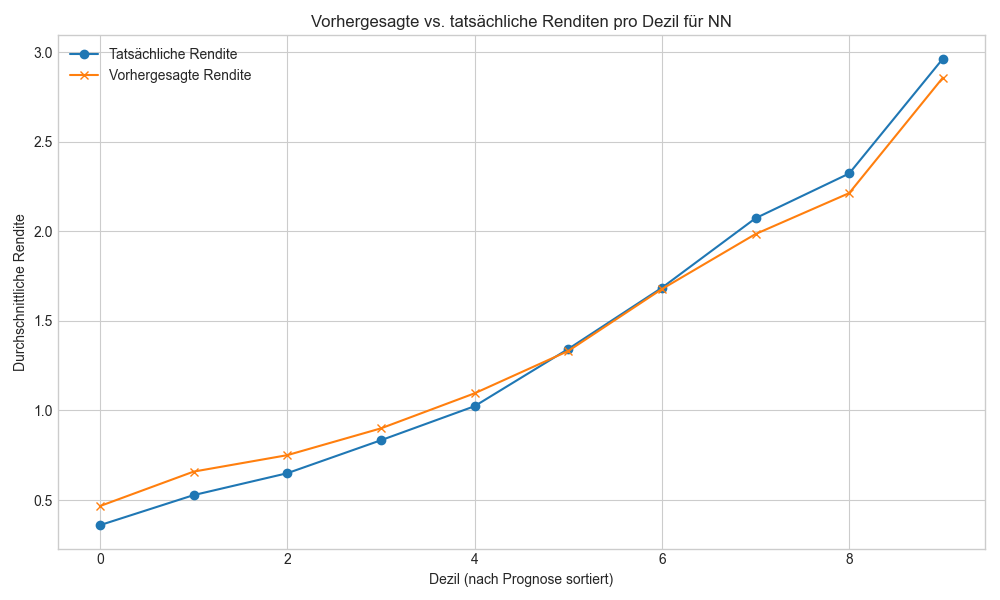 Vorhergesagte vs. tatsächliche Renditen pro Dezil für NN
Tatsächliche Rendite
Vorhergesagte Rendite
3.0
2.5
2.0
1.5
1.0
0.5
Durchschnittliche Rendite
0 2 4 6 8
Dezil (nach Prognose sortiert)